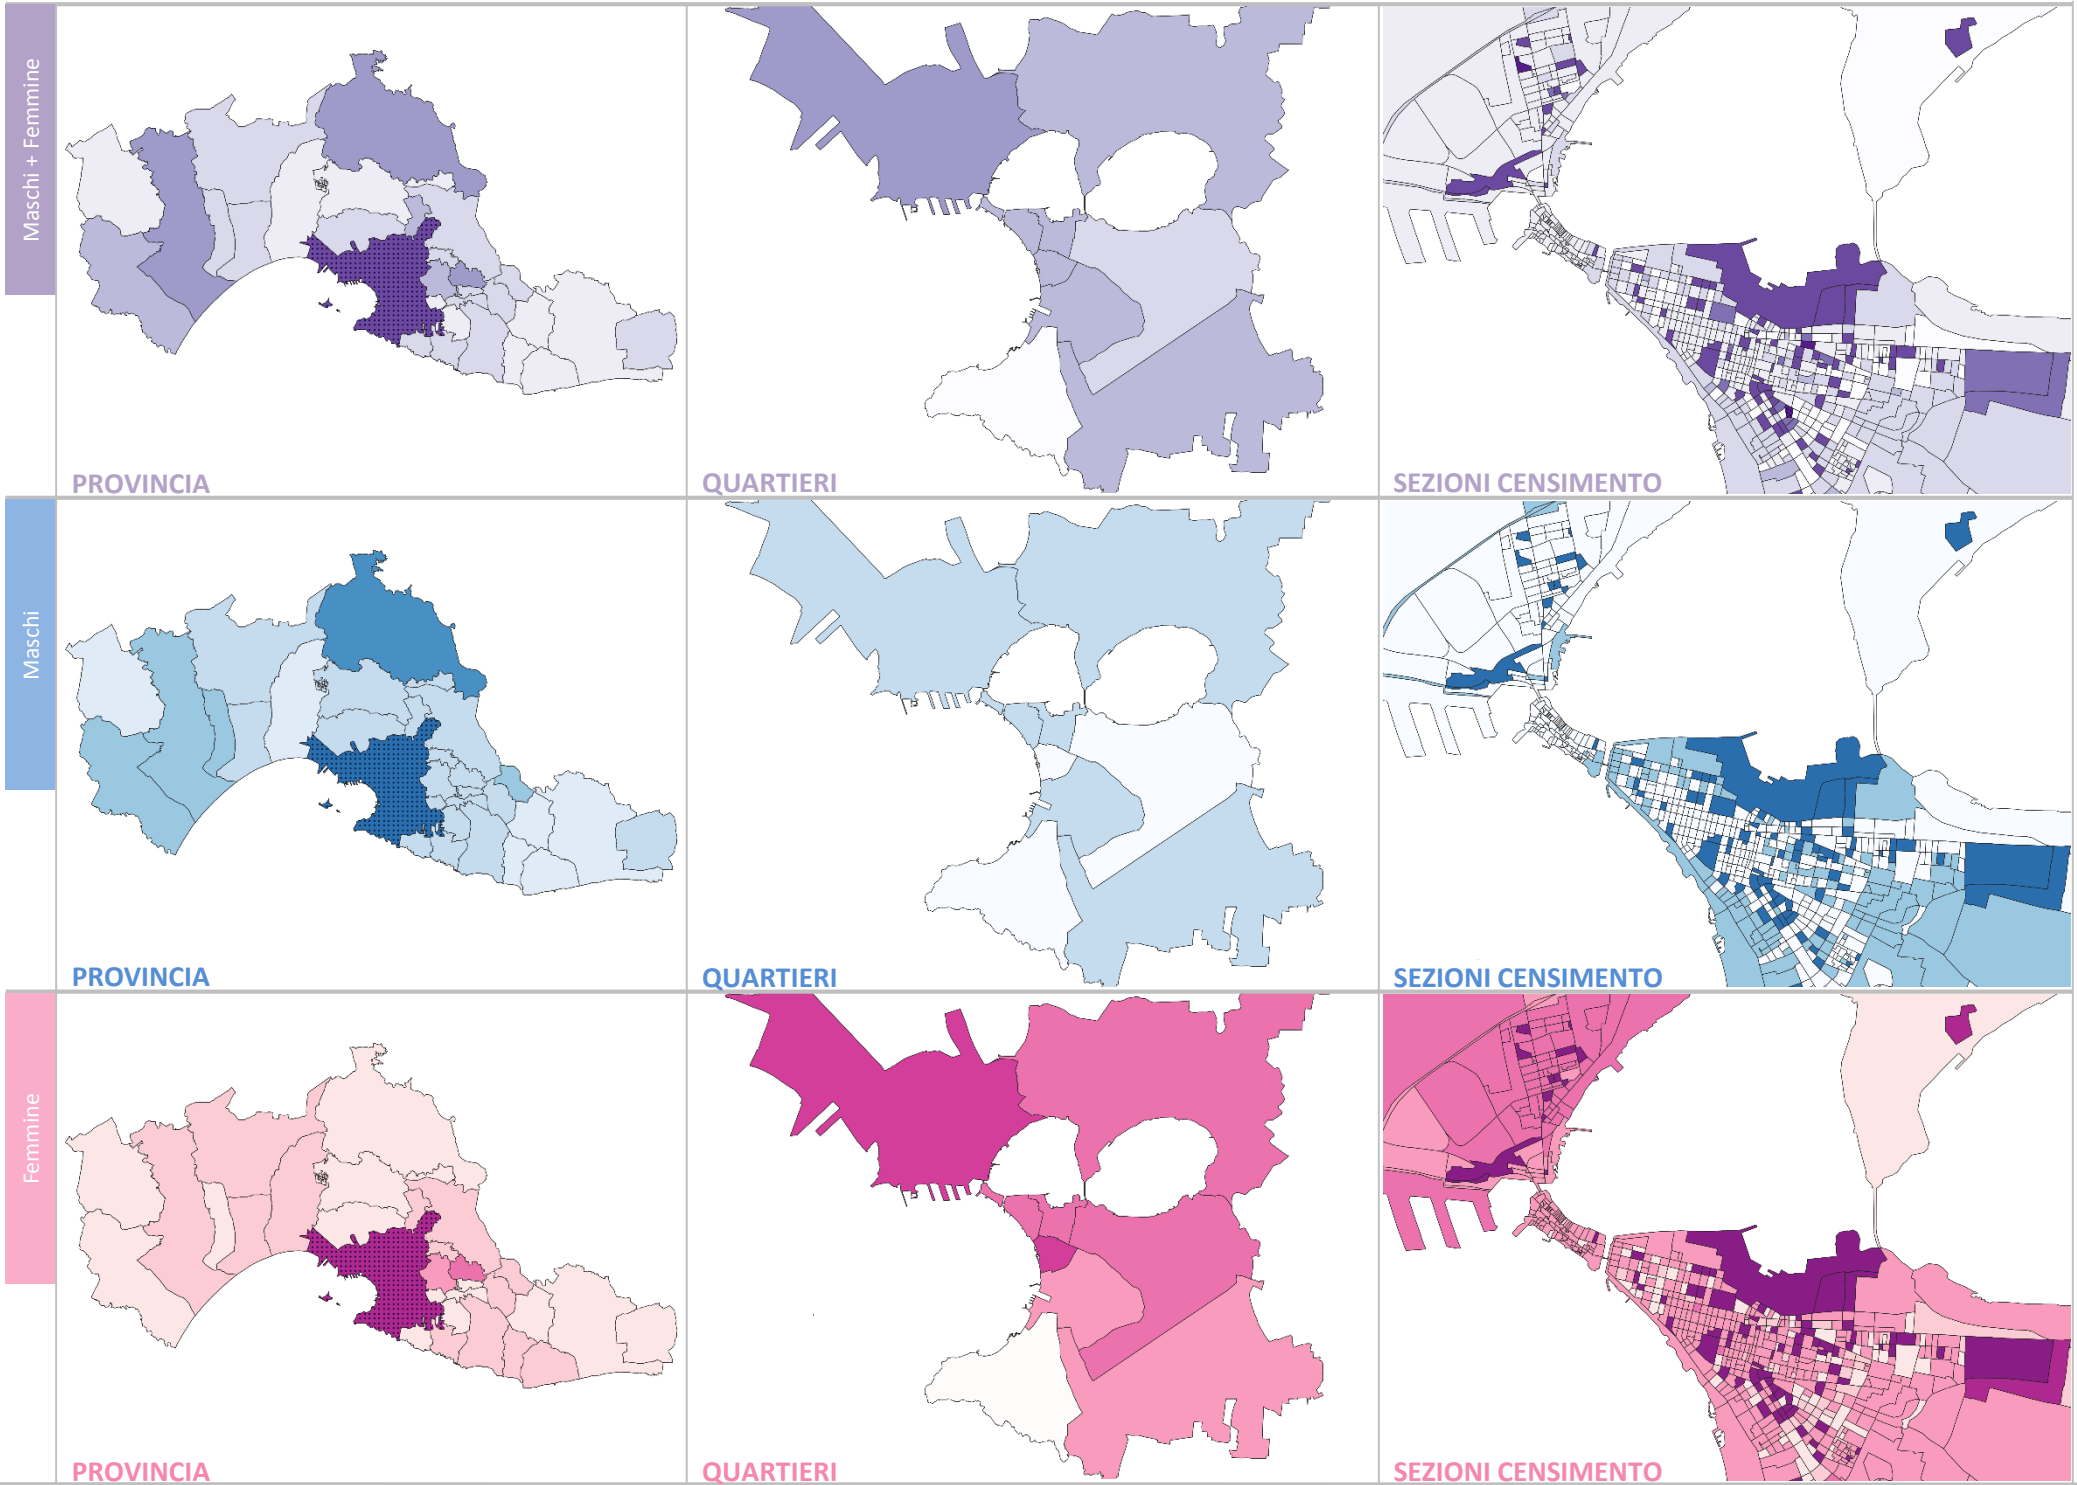 Maschi + Femmine
PROVINCIA
QUARTIERI
SEZIONI CENSIMENTO
Maschi
PROVINCIA
QUARTIERI
SEZIONI CENSIMENTO
Femmine
PROVINCIA
QUARTIERI
SEZIONI CENSIMENTO